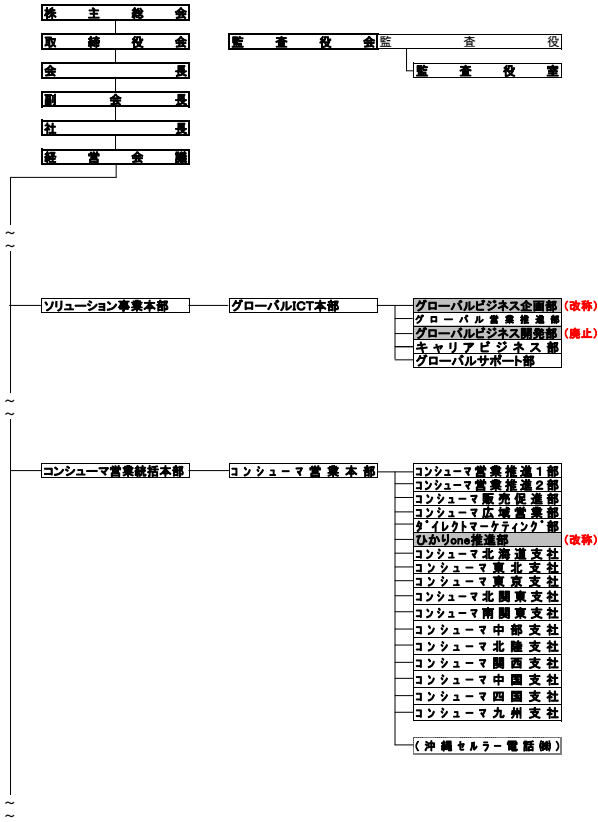 株主総会
取締役会
監査役会 監査役
会長
監査役室
副会長
社長
経営会議
~
~
ソリューション事業本部 グローバルICT本部 グローバルビジネス企画部 (改称)
グローバル営業推進部
グローバルビジネス開発部 (廃止)
キャリアビジネス部
グローバルサポート部
~
~
コンシューマ営業統括本部 コンシューマ営業本部 コンシューマ営業推進1部
コンシューマ営業推進2部
コンシューマ販売促進部
コンシューマ広域営業部
ダイレクトマーケティング部
ひかりone推進部 (改称)
コンシューマ北海道支社
コンシューマ東北支社
コンシューマ東京支社
コンシューマ北関東支社
コンシューマ南関東支社
コンシューマ中部支社
コンシューマ北陸支社
コンシューマ関西支社
コンシューマ中国支社
コンシューマ四国支社
コンシューマ九州支社
(沖縄セルラー電話㈱)
~
~